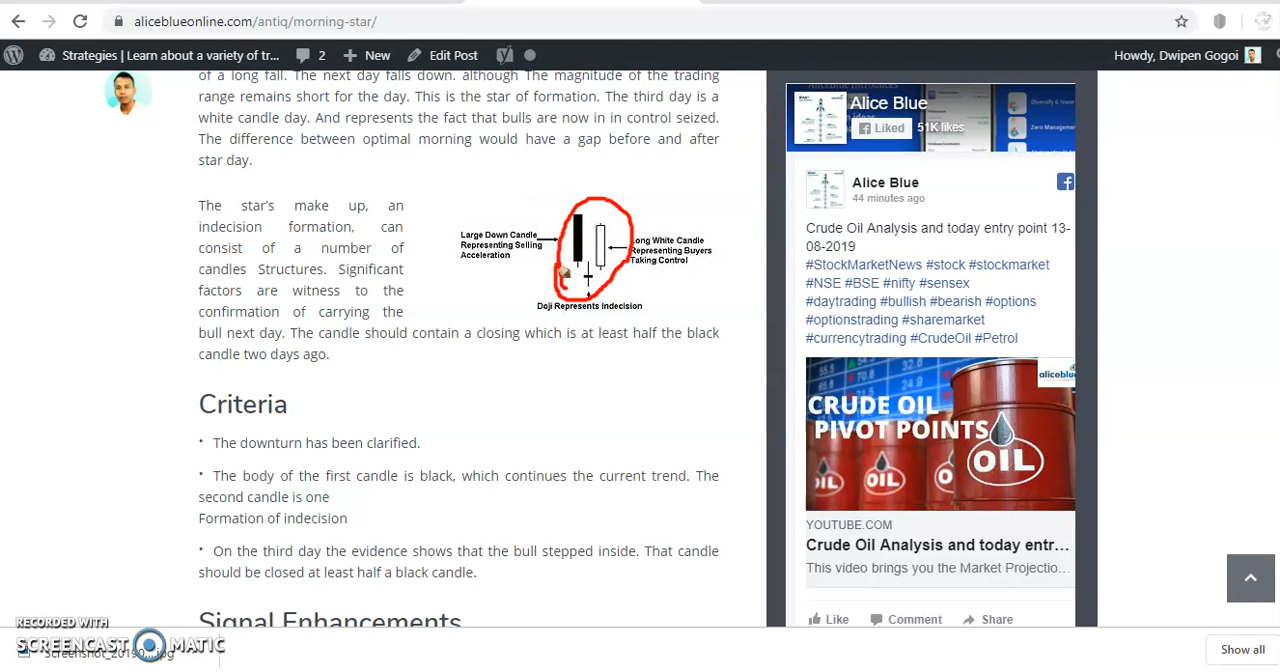 aliceblueonline.com/antiq/morning-star/
Strategies | Learn about a variety of tr...
2
New
Edit Post
Howdy, Dwipen Gogoi
of a long fall. The next day falls down. although The magnitude of the trading
range remains short for the day. This is the star of formation. The third day is a
white candle day. And represents the fact that bulls are now in in control seized.
The difference between optimal morning would have a gap before and after
star day.
The star's make up, an
indecision formation, can
consist of a number of
candles Structures. Significant
factors are witness to the
confirmation of carrying the
bull next day. The candle should contain a closing which is at least half the black
candle two days ago.
Large Down Candle
Representing Selling
Acceleration
Long White Candle
Representing Buyers
Taking Control
Doji Represents Indecision
Criteria
• The downturn has been clarified.
• The body of the first candle is black, which continues the current trend. The
second candle is one
Formation of indecision
• On the third day the evidence shows that the bull stepped inside. That candle
should be closed at least half a black candle.
Signal Enhancements
Alice Blue
Liked
51K likes
Alice Blue
44 minutes ago
Crude Oil Analysis and today entry point 13-
08-2019
#StockMarketNews #stock #stockmarket
#NSE #BSE #nifty #sensex
#daytrading #bullish #bearish #options
#optionstrading #sharemarket
#currencytrading #CrudeOil #Petrol
aliceblu
CRUDE OIL
PIVOT POINTS
OIL
OIL
OIL
YOUTUBE.COM
Crude Oil Analysis and today entr...
This video brings you the Market Projectio...
Like
Comment
Share
RECORDED WITH
SCREENCAST MATIC
Show all